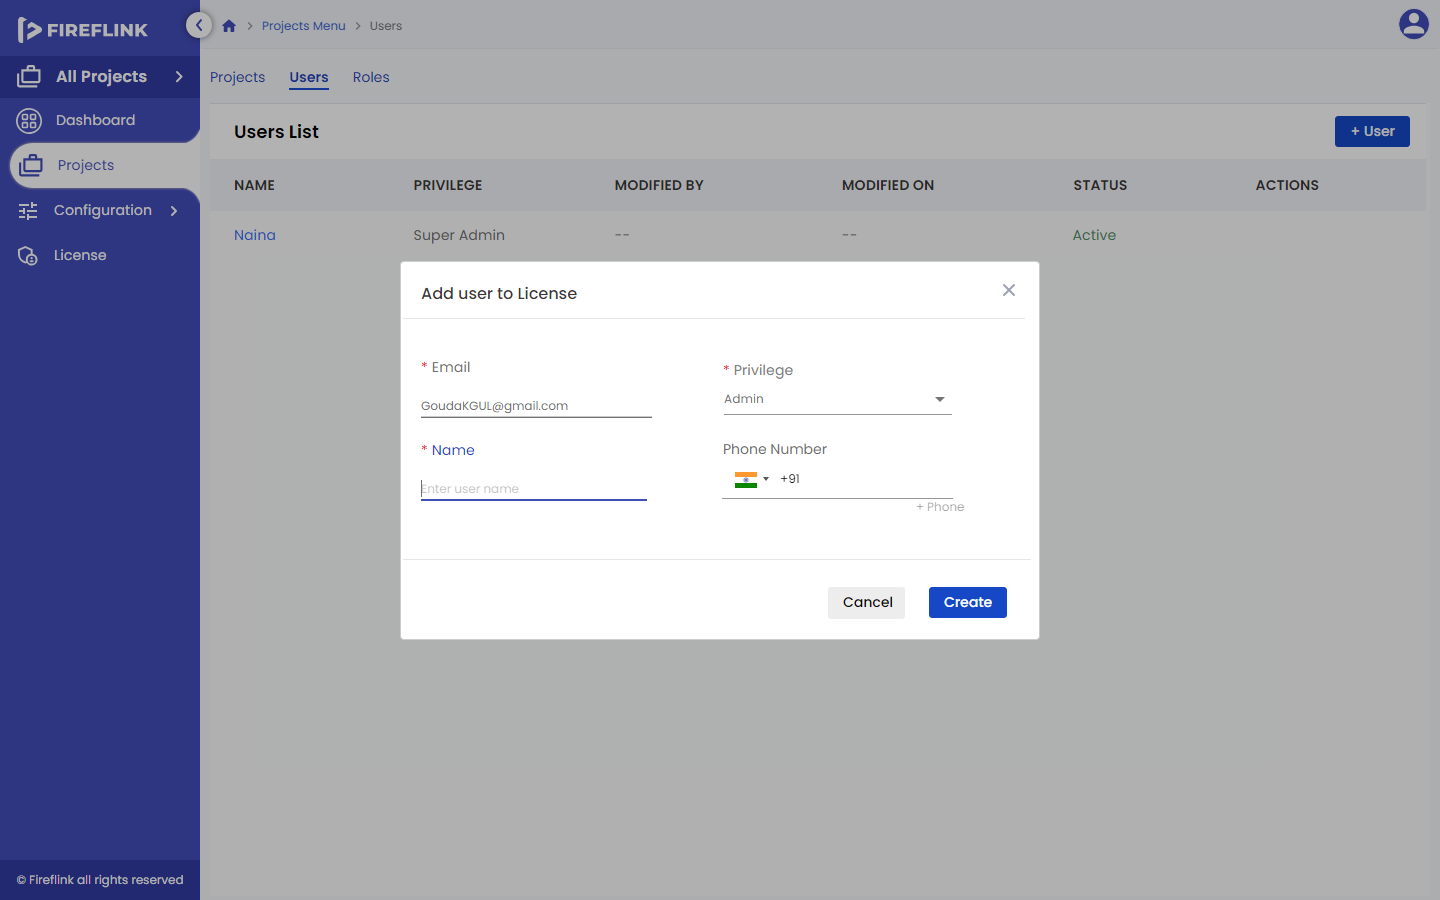 FIREFLINK
Projects Menu
Users
All Projects
Projects
Users
Roles
Dashboard
Users List
+ User
Projects
NAME
PRIVILEGE
MODIFIED BY
MODIFIED ON
STATUS
ACTIONS
Configuration
Naina
Super Admin
--
--
Active
License
Add user to License
* Email
* Privilege
GoudaKGUL@gmail.com
Admin
* Name
Phone Number
Enter user name
+91
+ Phone
Cancel
Create
© Fireflink all rights reserved